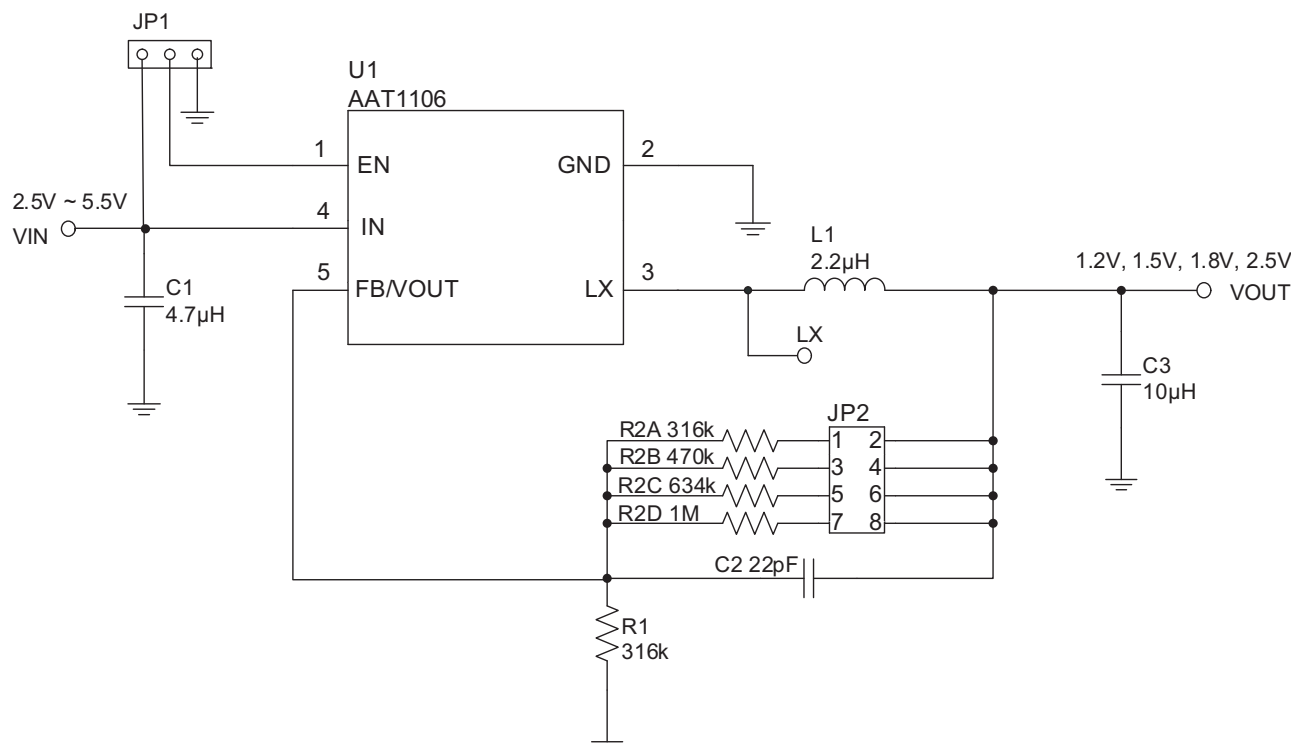 JP1
U1
AAT1106
1
EN
GND
2
2.5V ~ 5.5V
VIN
4
IN
5
FB/VOUT
LX
3
C1
4.7µH
L1
2.2µH
LX
1.2V, 1.5V, 1.8V, 2.5V
VOUT
C3
10µH
JP2
R2A 316k
1 2
R2B 470k
3 4
R2C 634k
5 6
R2D 1M
7 8
C2 22pF
R1
316k